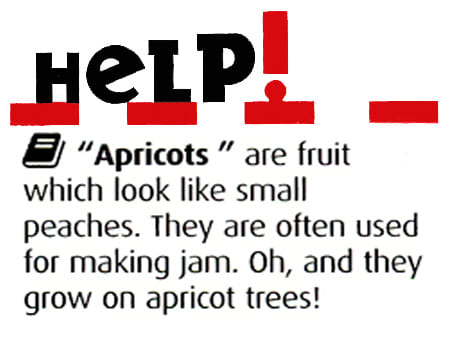 HeLP!
"Apricots" are fruit
which look like small
peaches. They are often used
for making jam. Oh, and they
grow on apricot trees!